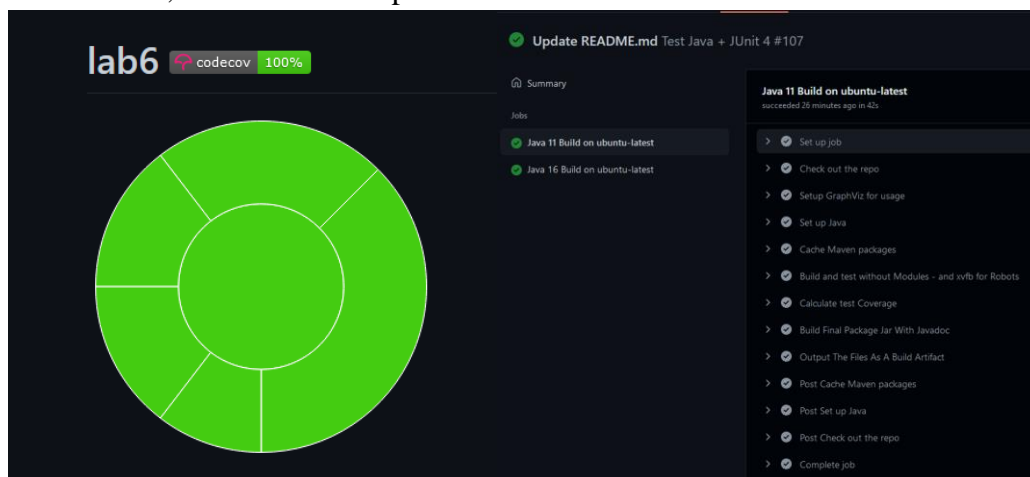 lab6 codecov 100%
Update README.md Test Java + JUnit 4 #107
Summary
Jobs
Java 11 Build on ubuntu-latest
Java 16 Build on ubuntu-latest
Java 11 Build on ubuntu-latest
succeeded 26 minutes ago in 42s
Set up job
Check out the repo
Setup GraphViz for usage
Set up Java
Cache Maven packages
Build and test without Modules - and xvfb for Robots
Calculate test Coverage
Build Final Package Jar With Javadoc
Output The Files As A Build Artifact
Post Cache Maven packages
Post Set up Java
Post Check out the repo
Complete job